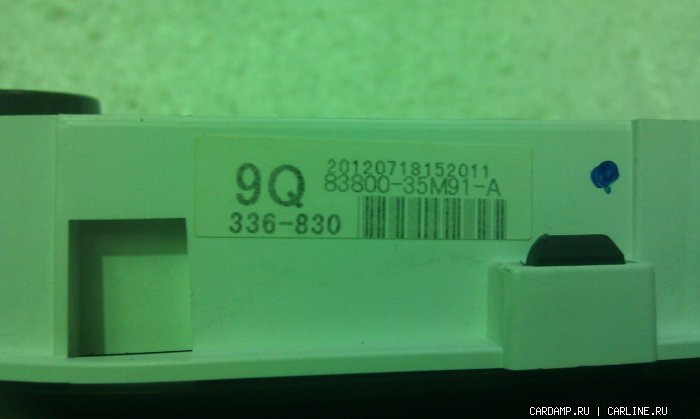 9Q
20120718152011
83800-35M91-A
336-830
CARDAMP.RU | CARLINE.RU